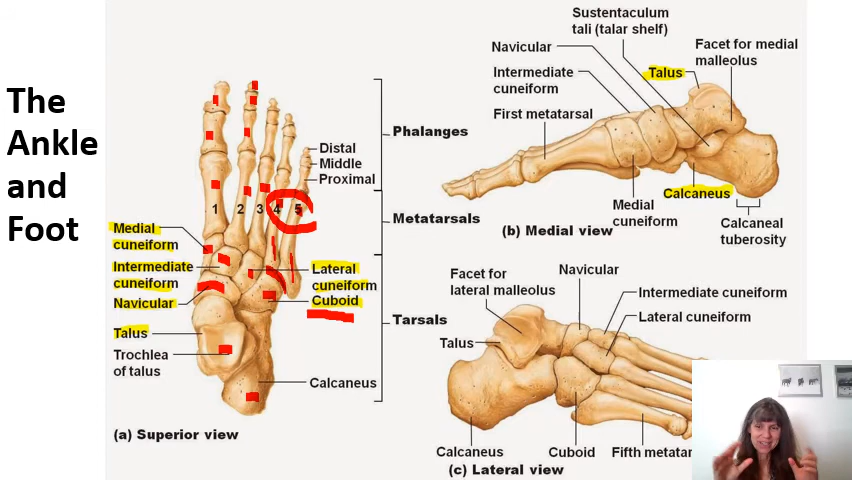 The
Ankle
and
Foot
Phalanges
Distal
Middle
Proximal
1
2
3
4
5
Metatarsals
Medial
cuneiform
Intermediate
cuneiform
Navicular
Talus
Trochlea
of talus
Lateral
cuneiform
Cuboid
Tarsals
Calcaneus
(a) Superior view
Sustentaculum
tali (talar shelf)
Navicular
Intermediate
cuneiform
First metatarsal
Talus
Facet for medial
malleolus
Calcaneus
Medial
cuneiform
Calcaneal
tuberosity
(b) Medial view
Facet for
lateral malleolus
Navicular
Intermediate cuneiform
Lateral cuneiform
Talus
Calcaneus
Cuboid
Fifth metatar
(c) Lateral view